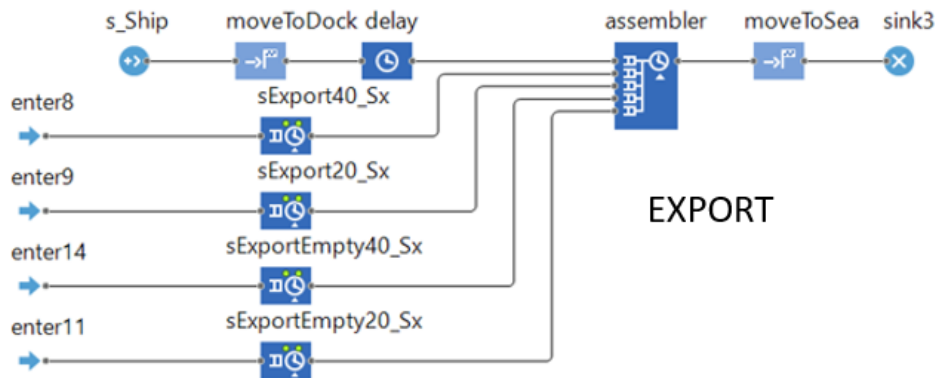 s_Ship moveToDock delay assembler moveToSea sink3
enter8 sExport40_Sx
enter9 sExport20_Sx
EXPORT
enter14 sExportEmpty40_Sx
enter11 sExportEmpty20_Sx